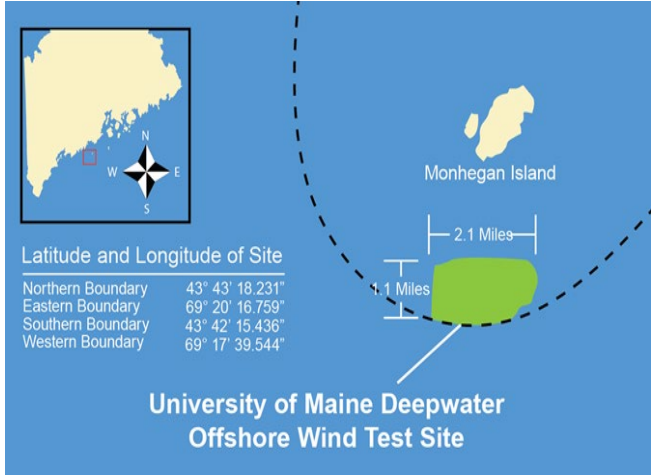 N
W E
S
Monhegan Island
2.1 Miles
1.1 Miles
Latitude and Longitude of Site
Northern Boundary 43° 43' 18.231"
Eastern Boundary 69° 20' 16.759"
Southern Boundary 43° 42' 15.436"
Western Boundary 69° 17' 39.544"
University of Maine Deepwater
Offshore Wind Test Site